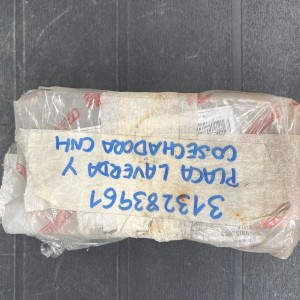 313283961
PLACA LAVERDA Y
COSECHADORA CNH